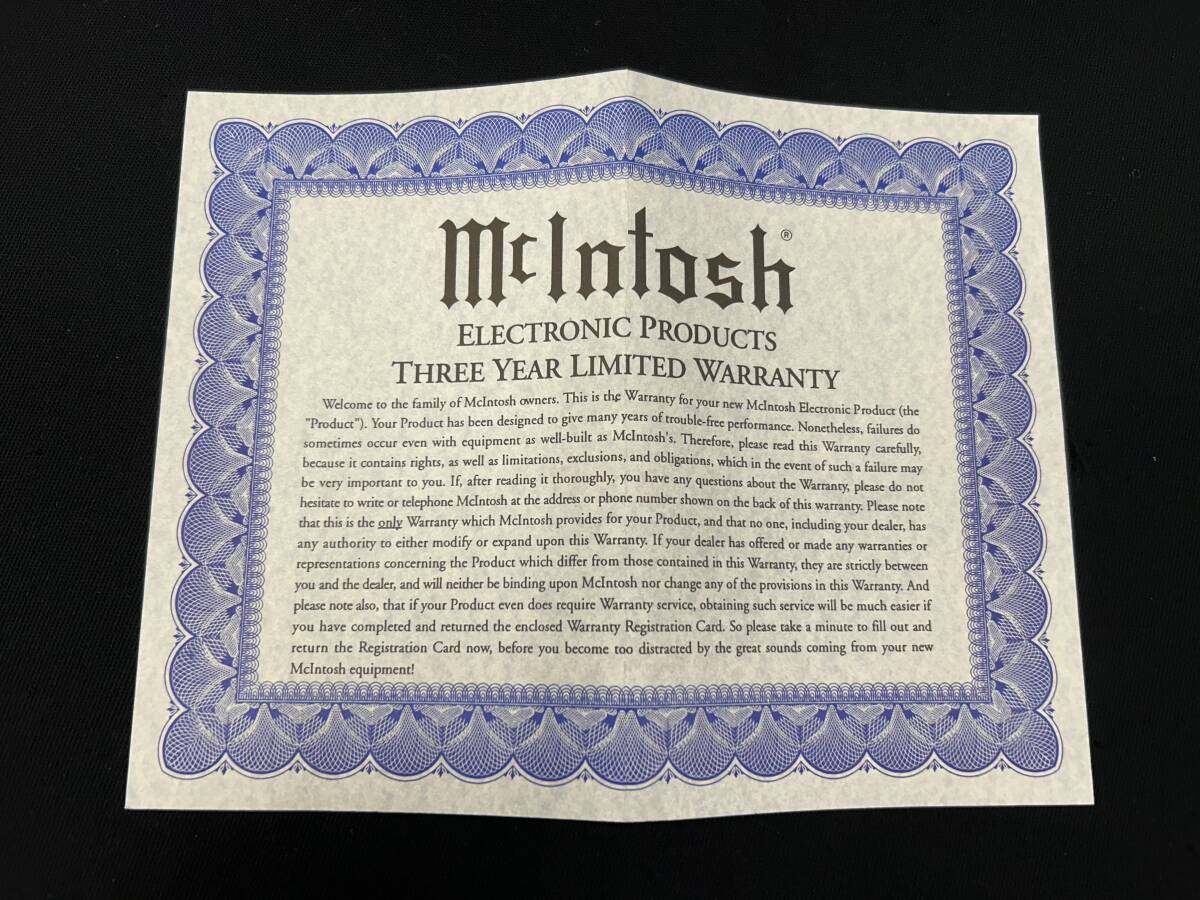 McIntosh®
ELECTRONIC PRODUCTS
THREE YEAR LIMITED WARRANTY
Welcome to the family of McIntosh owners. This is the Warranty for your new McIntosh Electronic Product (the
"Product"). Your Product has been designed to give many years of trouble-free performance. Nonetheless, failures do
sometimes occur even with equipment as well-built as McIntosh's. Therefore, please read this Warranty carefully,
because it contains rights, as well as limitations, exclusions, and obligations, which in the event of such a failure may
be very important to you. If, after reading it thoroughly, you have any questions about the Warranty, please do not
hesitate to write or telephone McIntosh at the address or phone number shown on the back of this warranty. Please note
that this is the only Warranty which McIntosh provides for your Product, and that no one, including your dealer, has
any authority to either modify or expand upon this Warranty. If your dealer has offered or made any warranties or
representations concerning the Product which differ from those contained in this Warranty, they are strictly between
you and the dealer, and will neither be binding upon McIntosh nor change any of the provisions in this Warranty. And
please note also, that if your Product even does require Warranty service, obtaining such service will be much easier if
you have completed and returned the enclosed Warranty Registration Card. So please take a minute to fill out and
return the Registration Card now, before you become too distracted by the great sounds coming from your new
McIntosh equipment!